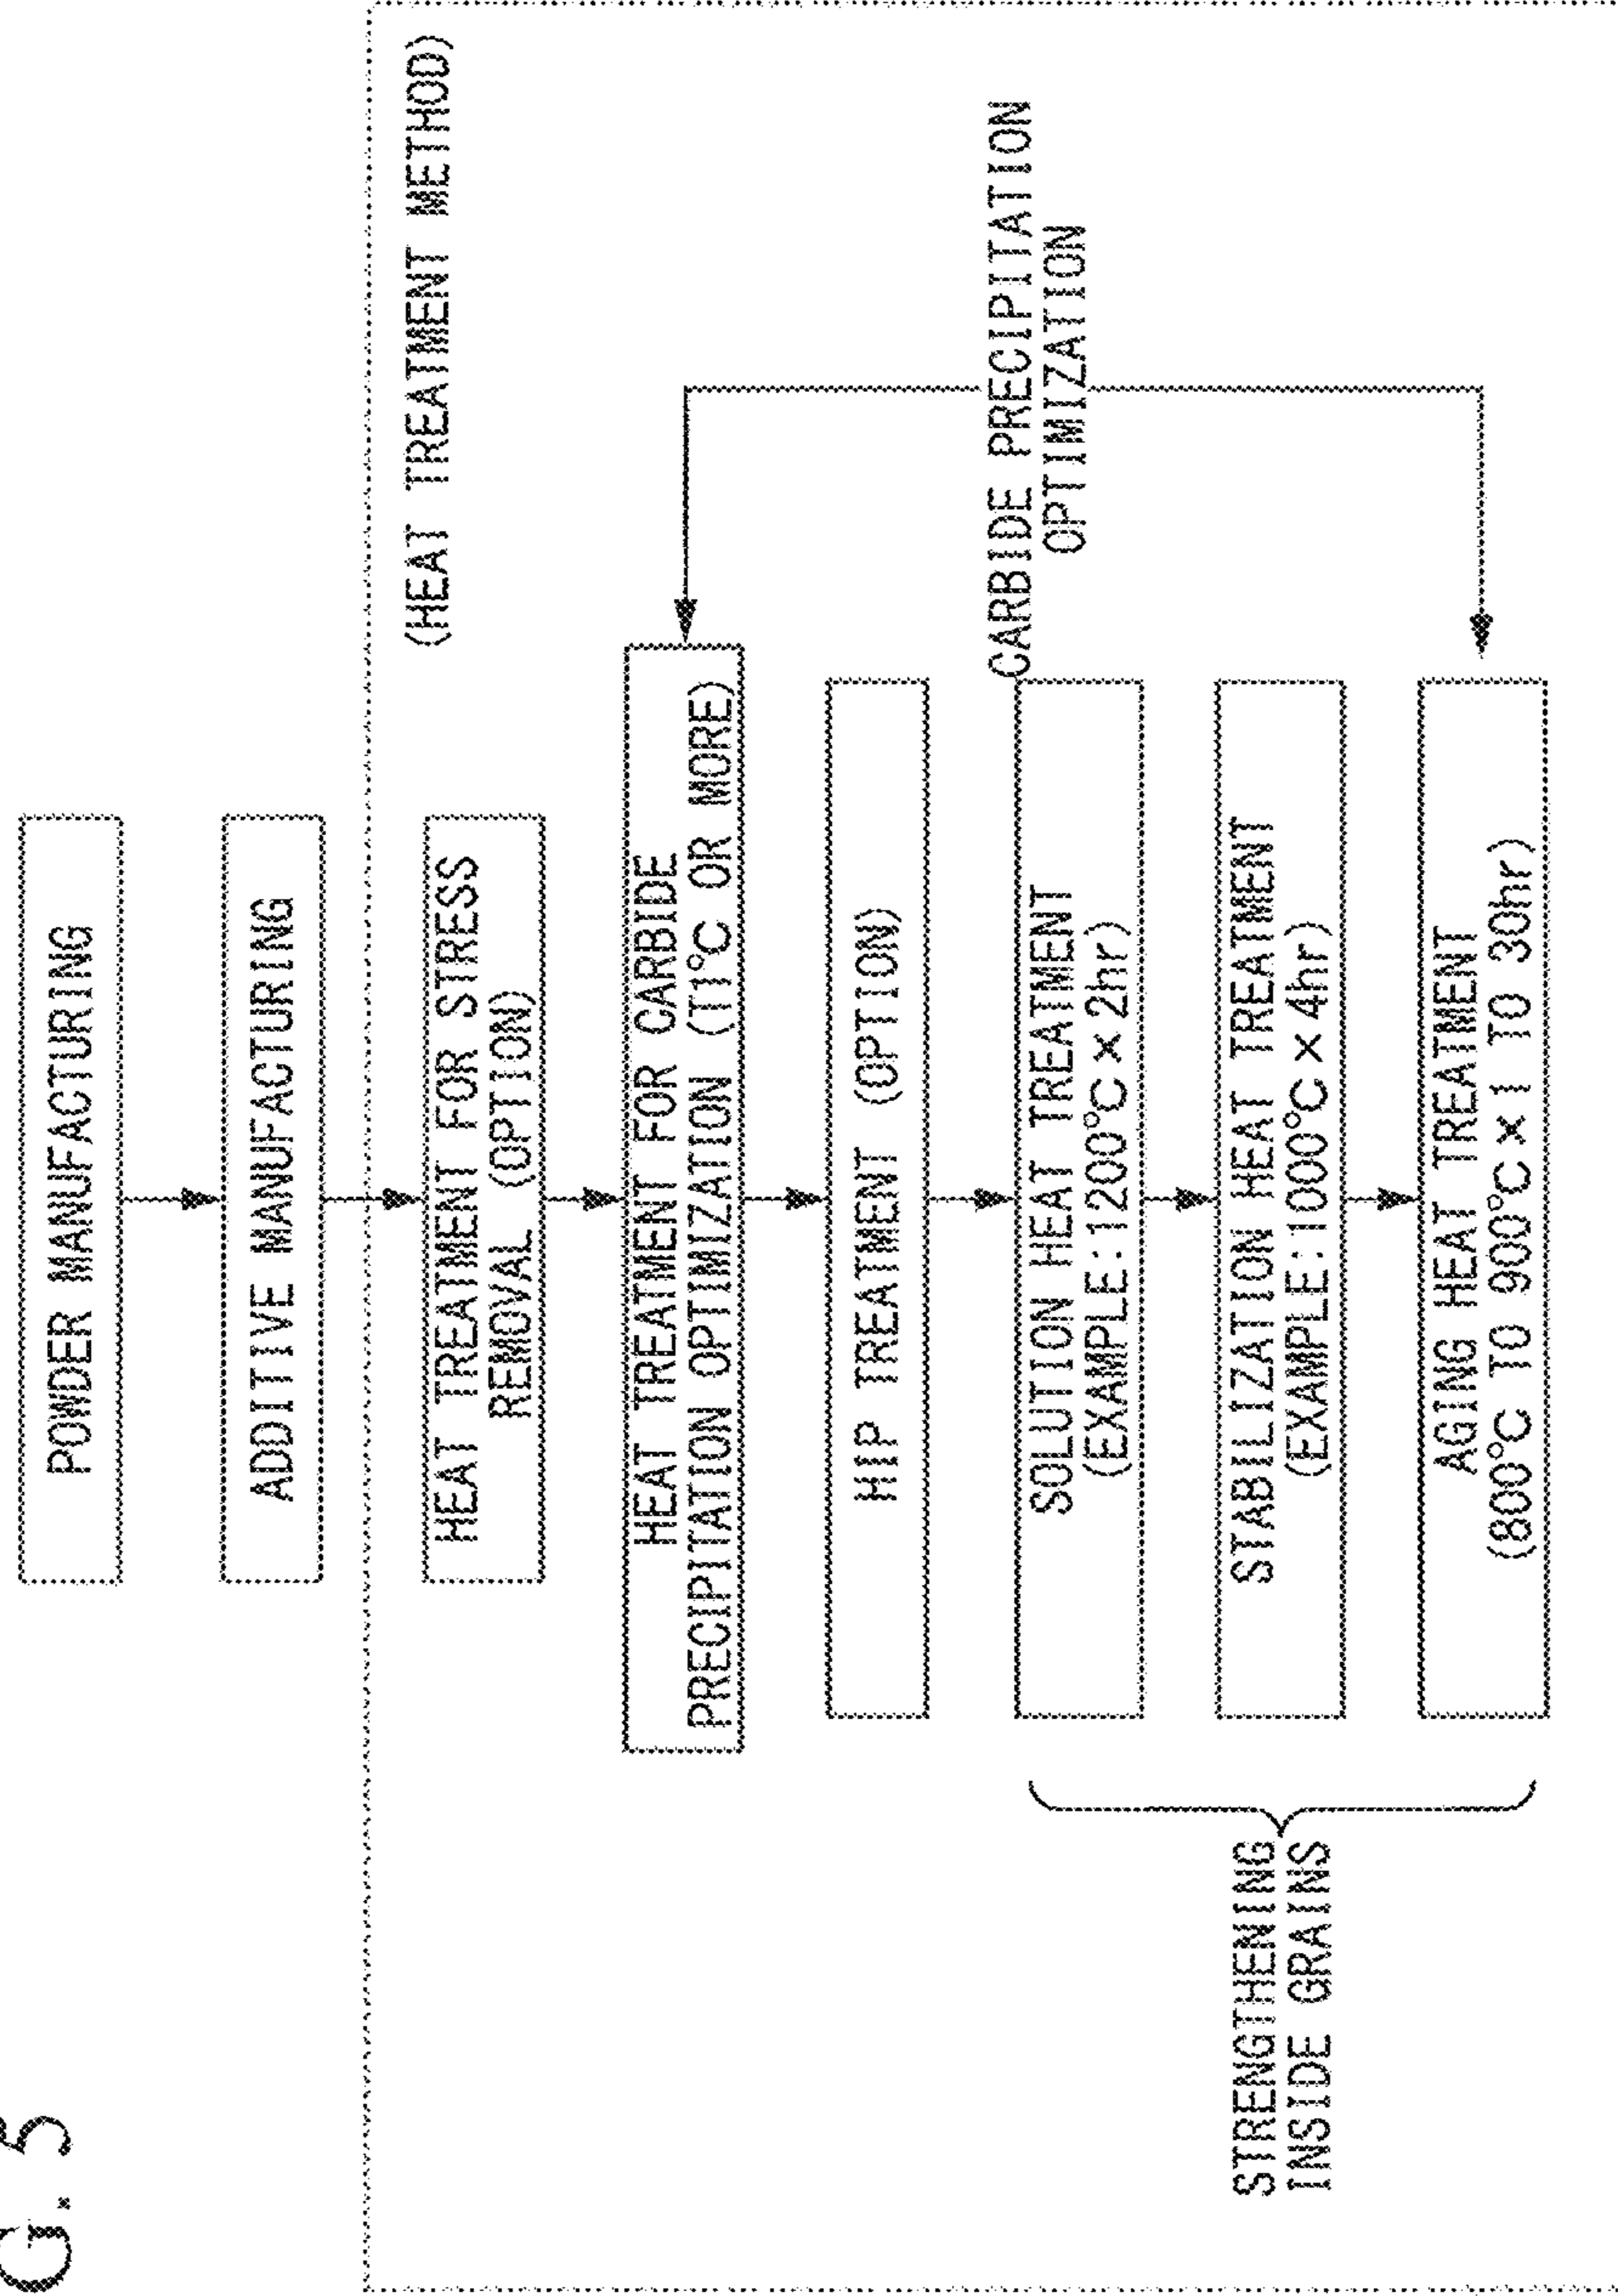 G. 5
POWDER MANUFACTURING
ADDITIVE MANUFACTURING
(HEAT TREATMENT METHOD)
HEAT TREATMENT FOR STRESS
REMOVAL (OPTION)
HEAT TREATMENT FOR CARBIDE
PRECIPITATION OPTIMIZATION (T1°C OR MORE)
HIP TREATMENT (OPTION)
CARBIDE PRECIPITATION
OPTIMIZATION
SOLUTION HEAT TREATMENT
(EXAMPLE:1200°C×2hr)
STRENGTHENING
INSIDE GRAINS
STABILIZATION HEAT TREATMENT
(EXAMPLE:1000°C×4hr)
AGING HEAT TREATMENT
(800°C TO 900°C×1 TO 30hr)